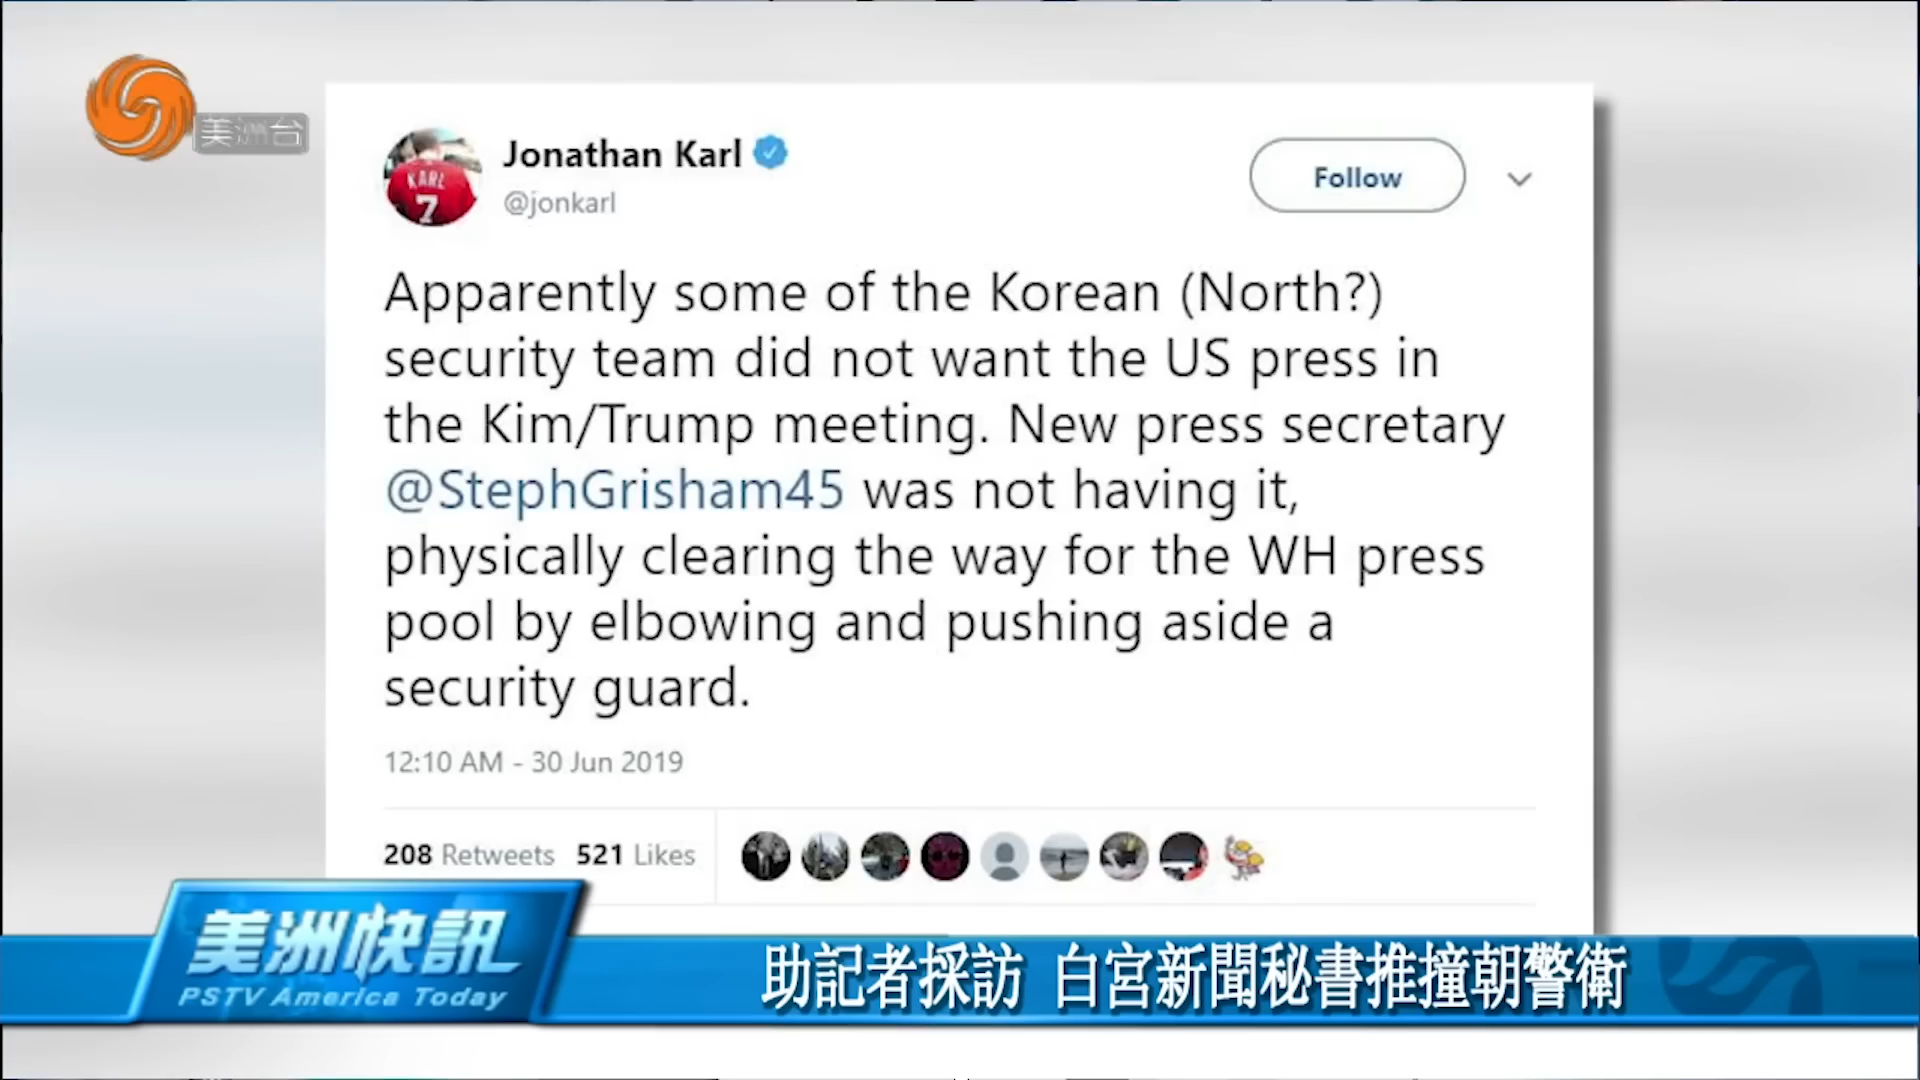 美洲台
Jonathan Karl
@jonkarl
Follow
KARL
7
Apparently some of the Korean (North?)
security team did not want the US press in
the Kim/Trump meeting. New press secretary
@StephGrisham45 was not having it,
physically clearing the way for the WH press
pool by elbowing and pushing aside a
security guard.
12:10 AM - 30 Jun 2019
208 Retweets 521 Likes
美洲快訊
PSTV America Today
助記者採訪 白宮新聞秘書推撞朝警衛